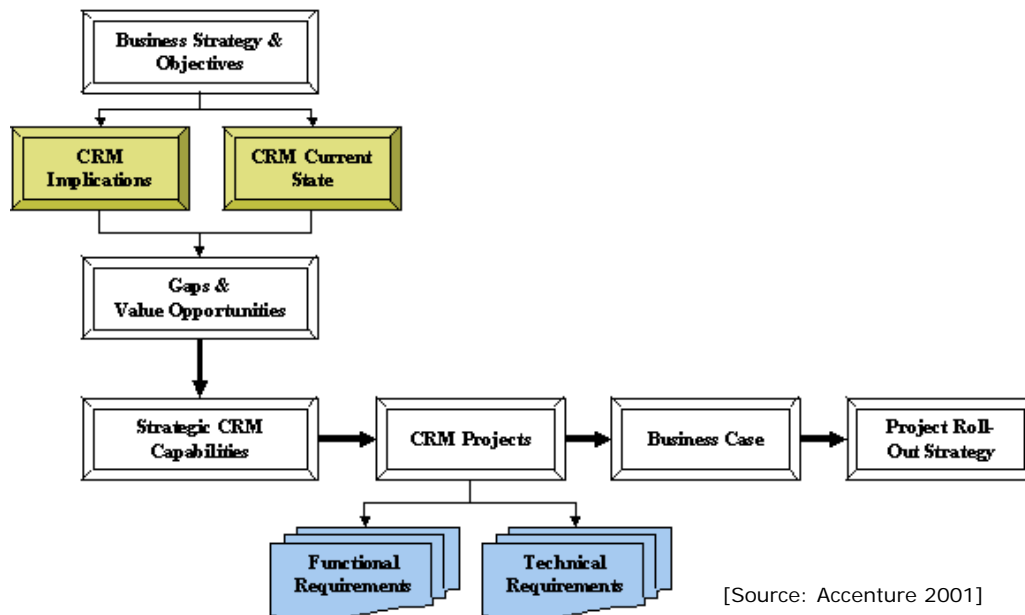 Business Strategy &
Objectives
CRM
Implications
CRM Current
State
Gaps &
Value Opportunities
Strategic CRM
Capabilities
CRM Projects
Business Case
Project Roll-
Out Strategy
Functional
Requirements
Technical
Requirements
[Source: Accenture 2001]